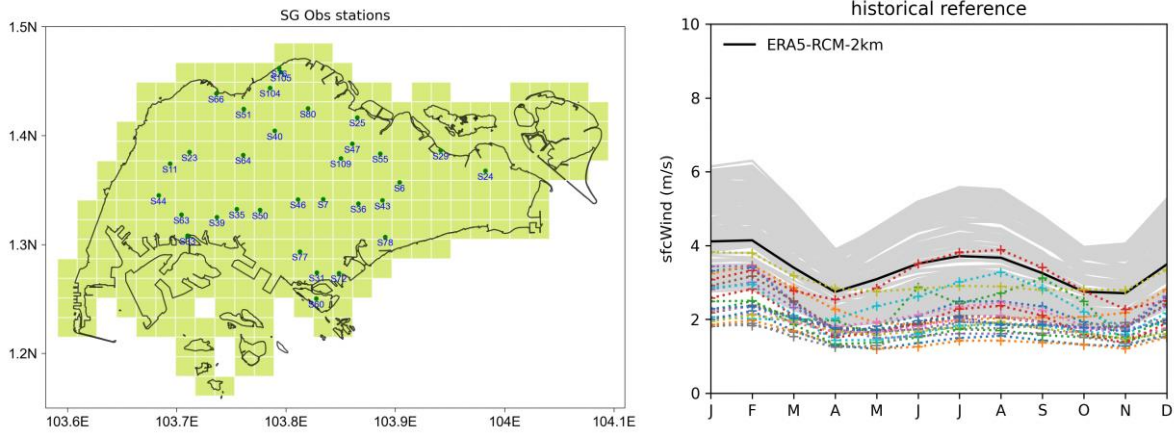 SG Obs stations
1.5N
1.4N
1.3N
1.2N
103.6E
103.7E
103.8E
103.9E
104E
104.1E
S105
S104
S66
S51
S80
S25
S40
S47
S23
S64
S109
S55
S29
S11
S24
S6
S44
S46
S7
S36
S43
S63
S39
S35
S50
S78
S77
S31
S72
S60
historical reference
ERA5-RCM-2km
sfcWind (m/s)
10
8
6
4
2
0
J F M A M J J A S O N D